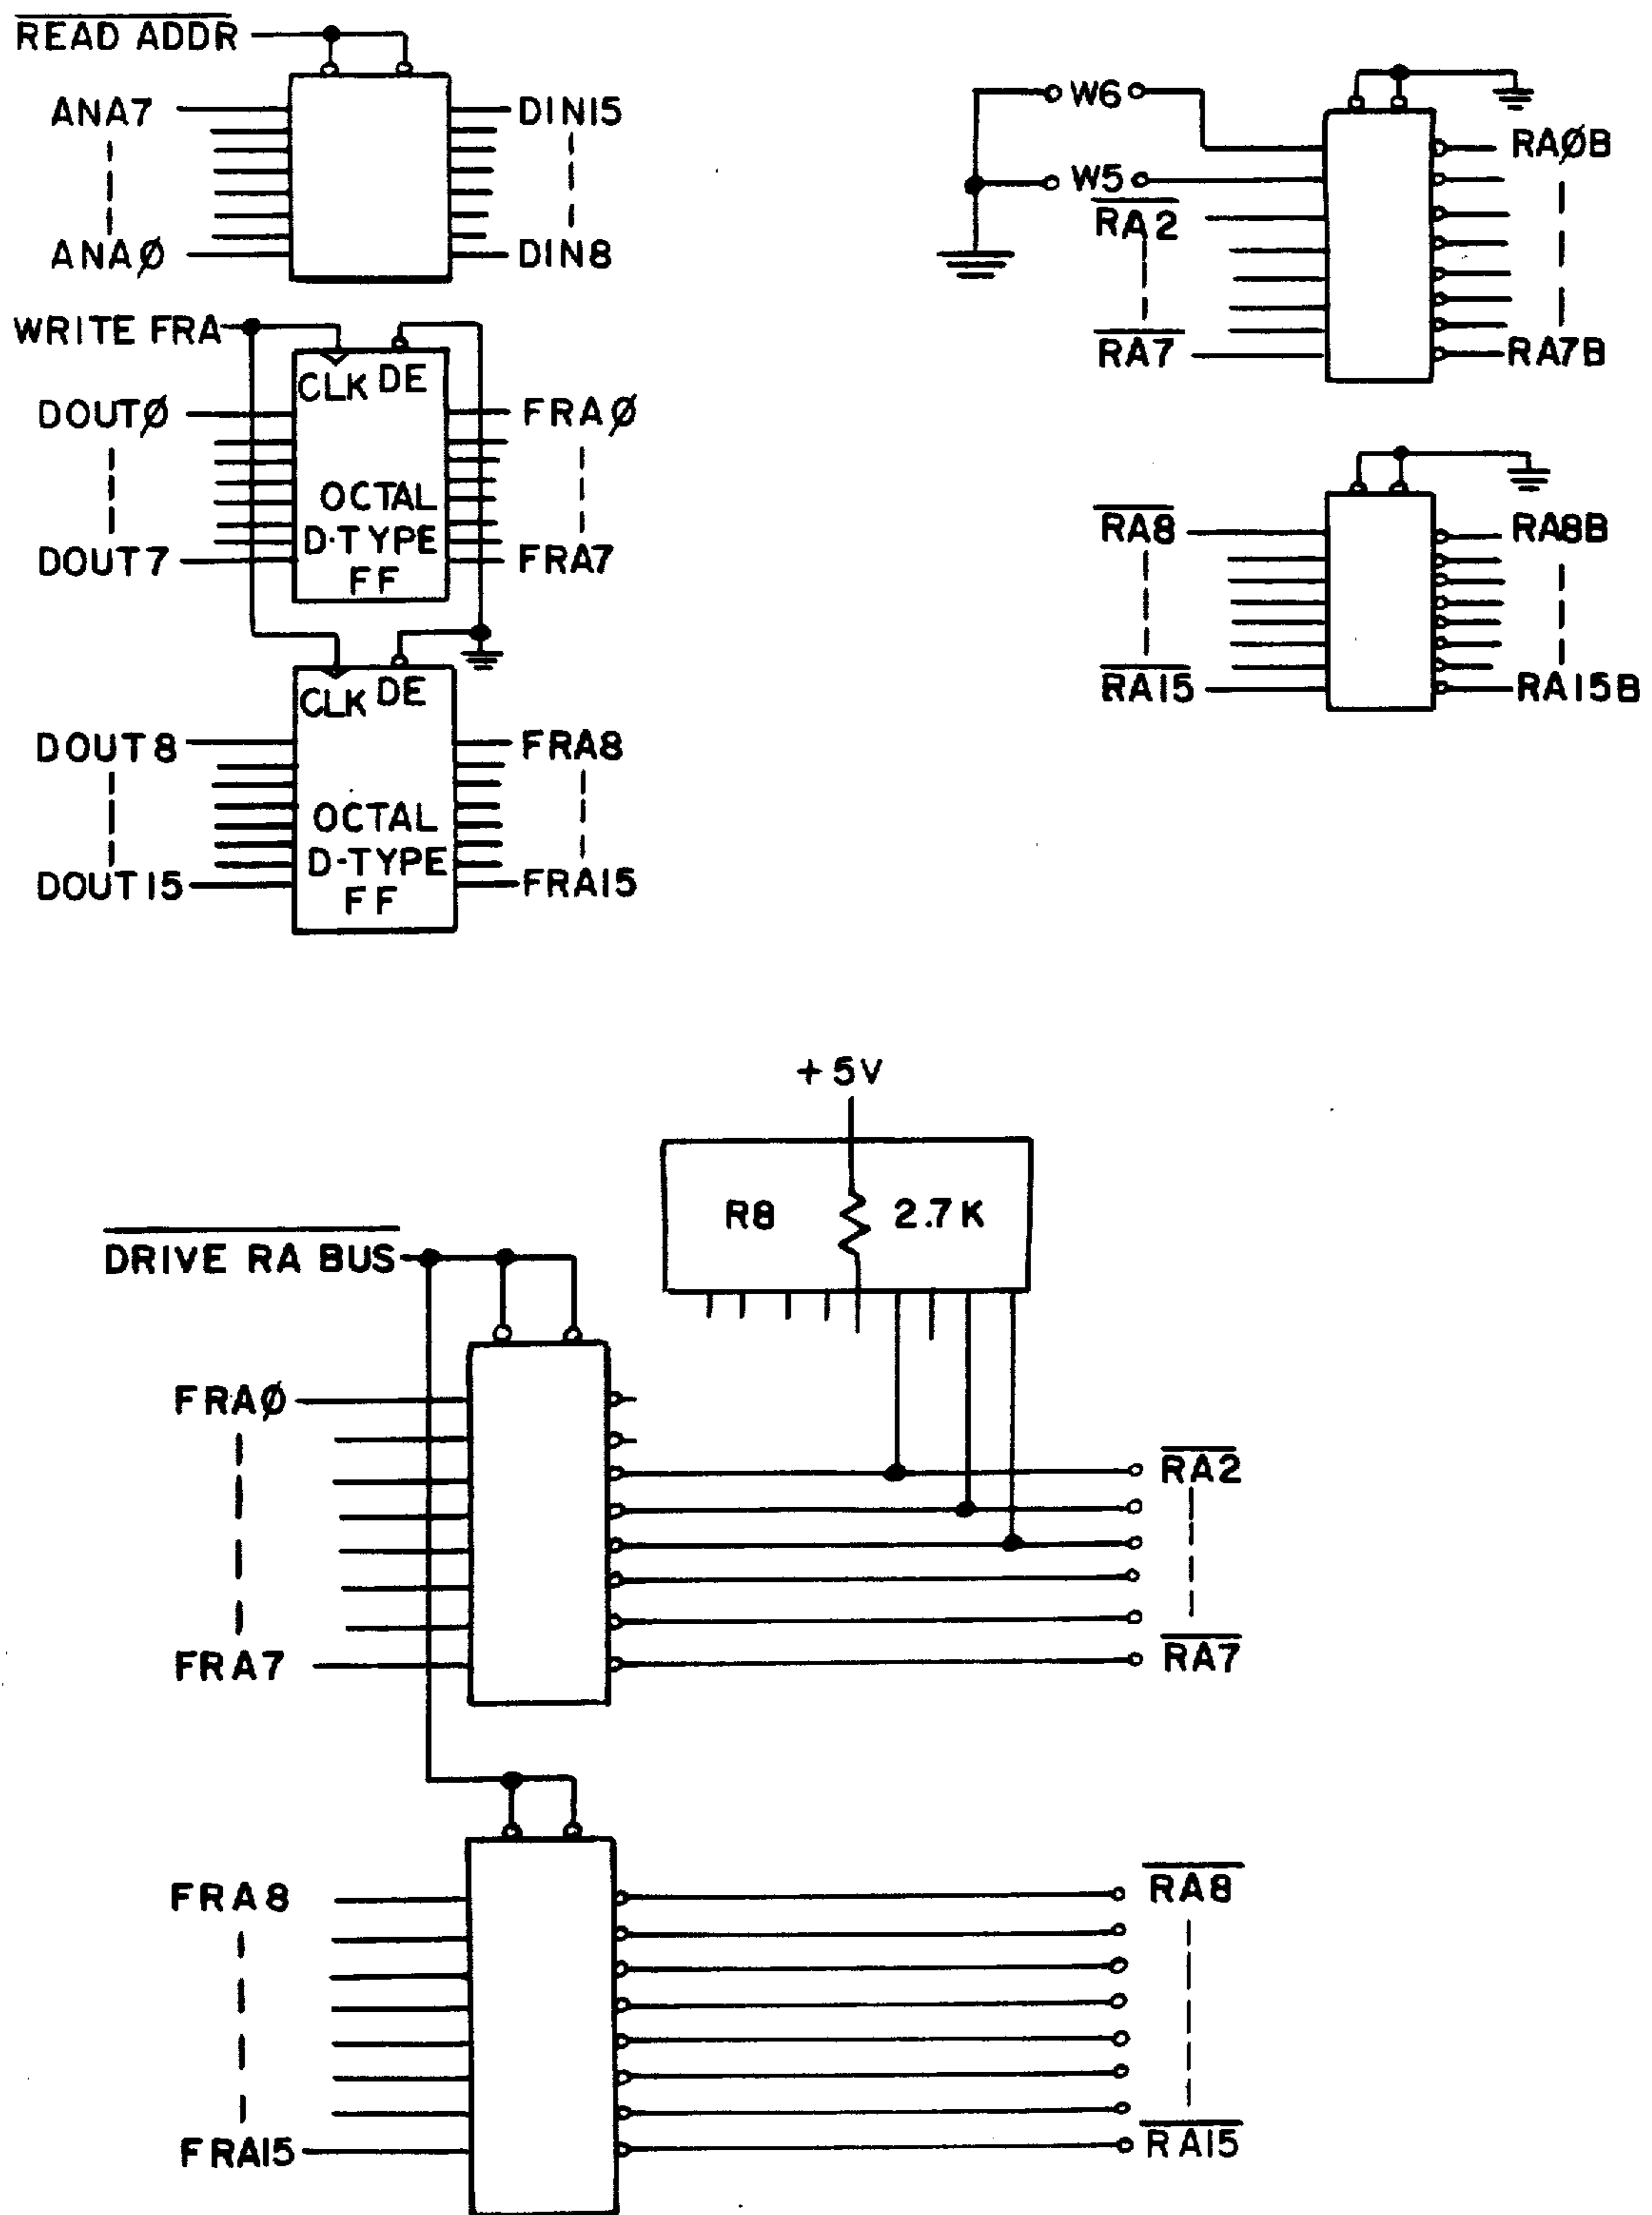 READ ADDR
ANA7
DIN15
ANAØ
DIN8
WRITE FRA
CLK DE
DOUTØ
FRAØ
OCTAL
D-TYPE
FF
DOUT7
FRA7
CLK DE
DOUT8
FRA8
OCTAL
D-TYPE
FF
DOUT15
FRA15
W6
RAØB
W5
RA2
RA7
RA7B
RA8
RA8B
RA15
RA15B
+5V
R8 2.7K
DRIVE RA BUS
FRAØ
RA2
FRA7
RA7
FRA8
RA8
FRA15
RA15